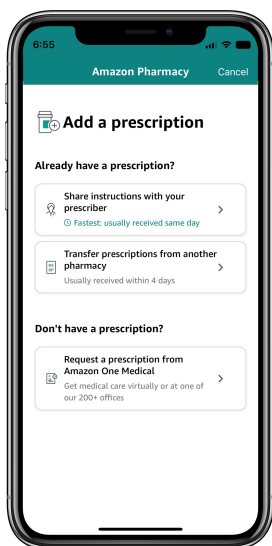 6:55
Amazon Pharmacy Cancel
Add a prescription
Already have a prescription?
Share instructions with your
prescriber
Fastest: usually received same day
Transfer prescriptions from another
pharmacy
Usually received within 4 days
Don't have a prescription?
Request a prescription from
Amazon One Medical
Get medical care virtually or at one of
our 200+ offices